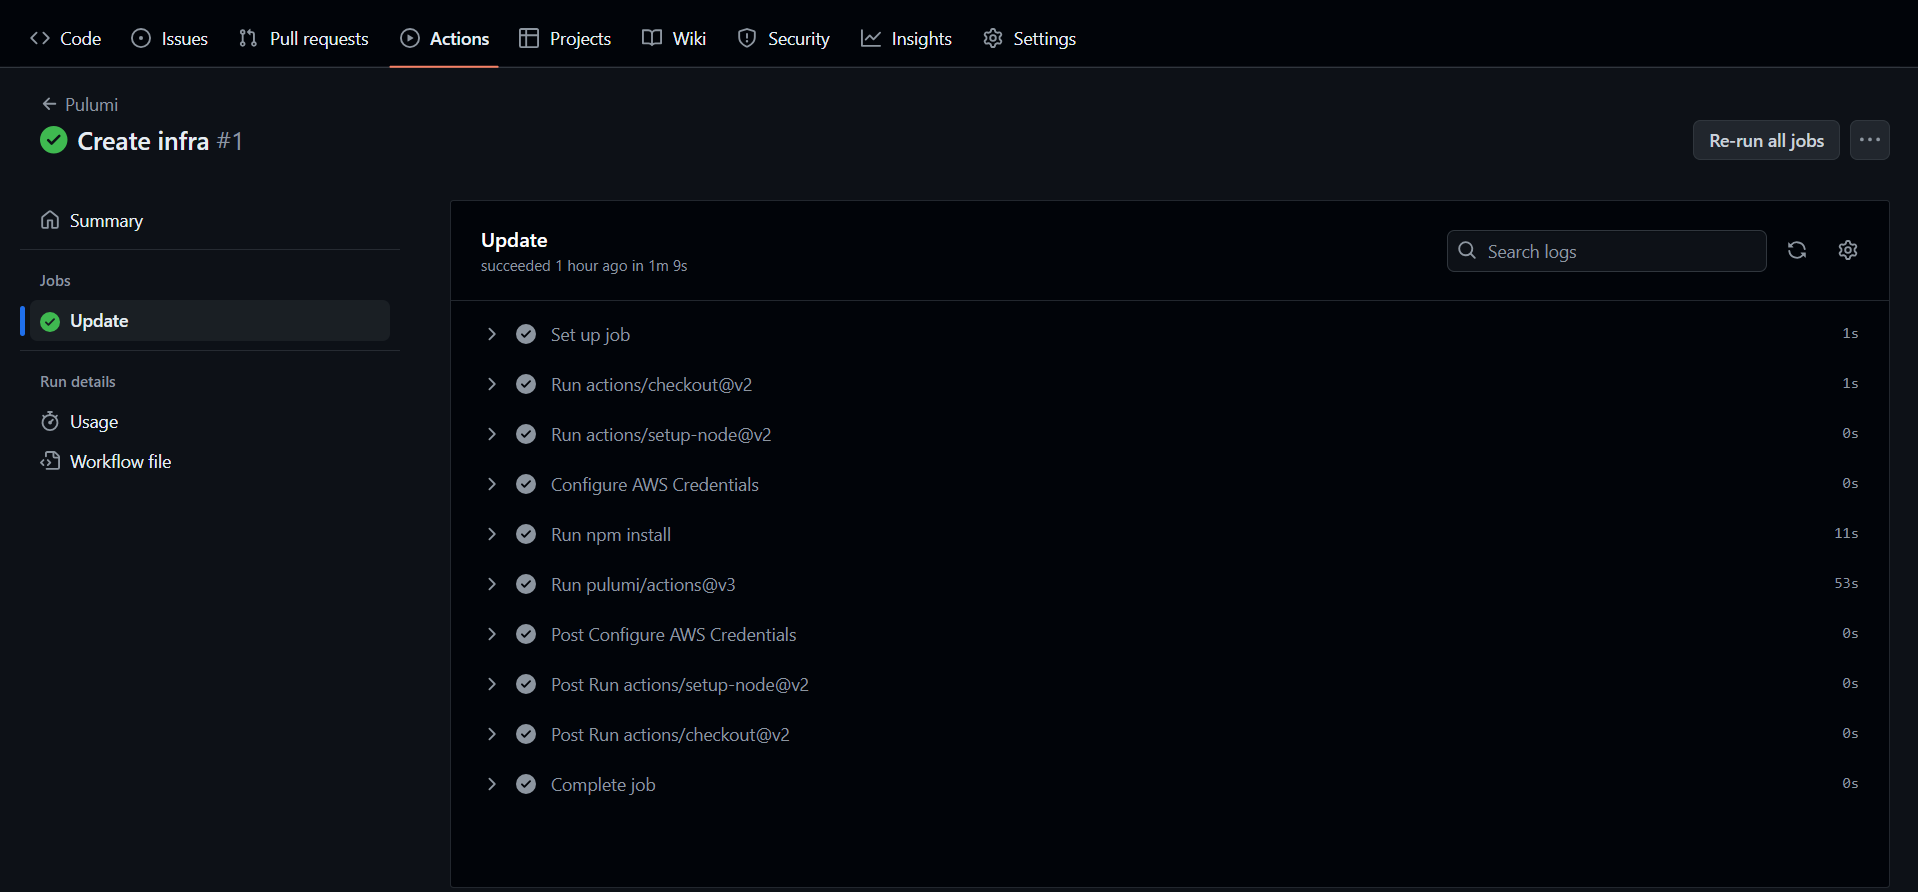 Code Issues Pull requests Actions Projects Wiki Security Insights Settings
Pulumi
Create infra #1
Re-run all jobs
Summary
Jobs
Update
Run details
Usage
Workflow file
Update
succeeded 1 hour ago in 1m 9s
Search logs
Set up job 1s
Run actions/checkout@v2 1s
Run actions/setup-node@v2 0s
Configure AWS Credentials 0s
Run npm install 11s
Run pulumi/actions@v3 53s
Post Configure AWS Credentials 0s
Post Run actions/setup-node@v2 0s
Post Run actions/checkout@v2 0s
Complete job 0s